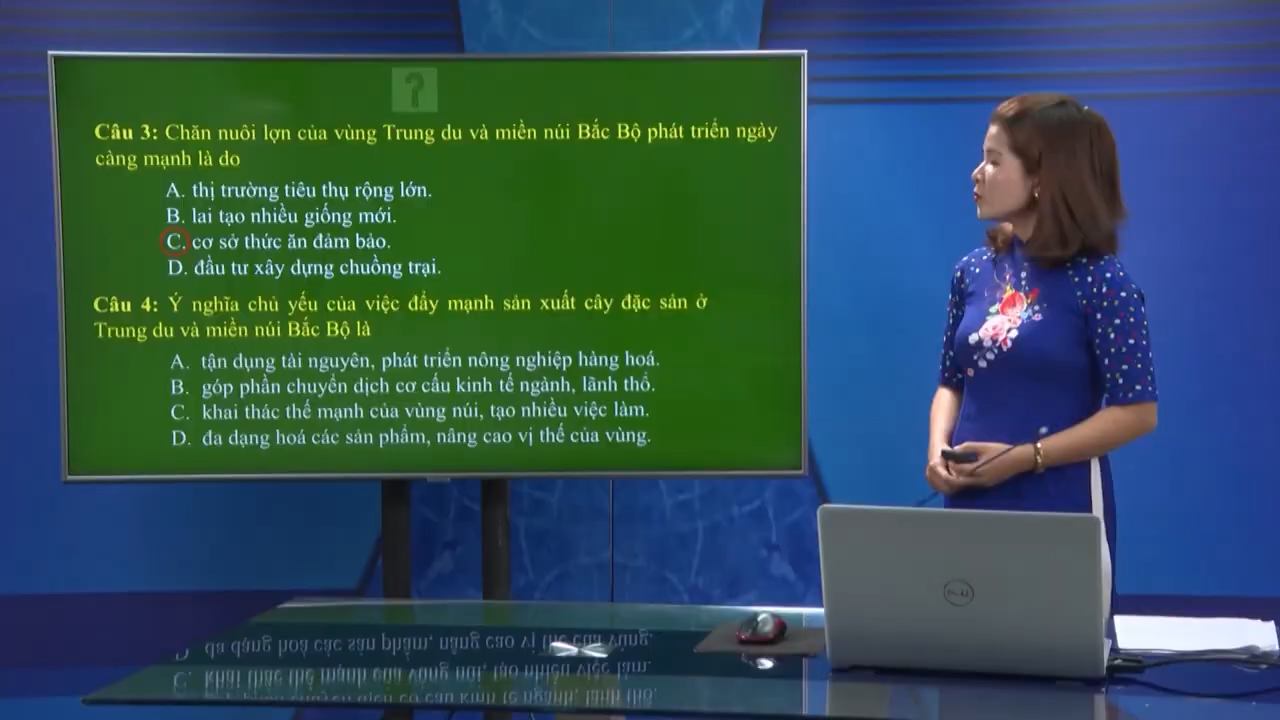 ?
Câu 3: Chăn nuôi lợn của vùng Trung du và miền núi Bắc Bộ phát triển ngày
càng mạnh là do
A. thị trường tiêu thụ rộng lớn.
B. lai tạo nhiều giống mới.
C. cơ sở thức ăn đảm bảo.
D. đầu tư xây dựng chuồng trại.
Câu 4: Ý nghĩa chủ yếu của việc đẩy mạnh sản xuất cây đặc sản ở
Trung du và miền núi Bắc Bộ là
A. tận dụng tài nguyên, phát triển nông nghiệp hàng hoá.
B. góp phần chuyển dịch cơ cấu kinh tế ngành, lãnh thổ.
C. khai thác thế mạnh của vùng núi, tạo nhiều việc làm.
D. đa dạng hoá các sản phẩm, nâng cao vị thế của vùng.
DELL